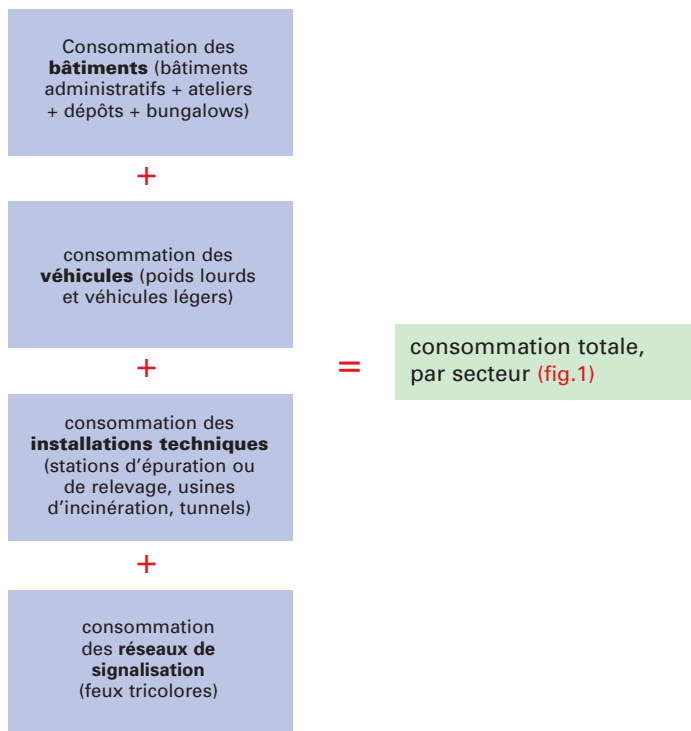 Consommation des
bâtiments (bâtiments
administratifs + ateliers
+ dépôts + bungalows)
+
consommation des
véhicules (poids lourds
et véhicules légers)
+
consommation des
installations techniques
(stations d'épuration ou
de relevage, usines
d'incinération, tunnels)
+
consommation
des réseaux de
signalisation
(feux tricolores)
=
consommation totale,
par secteur (fig.1)